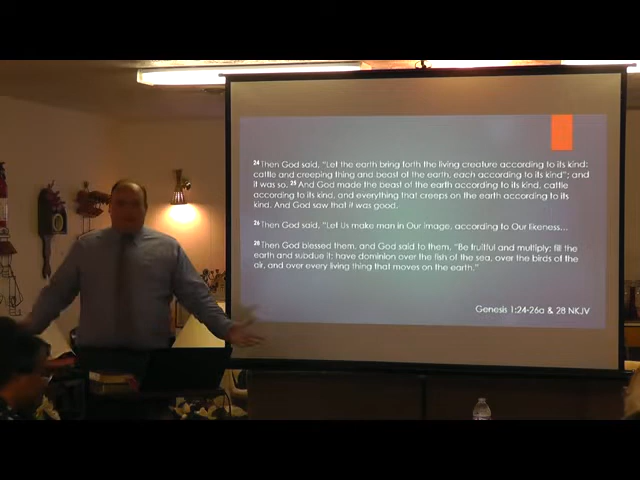 24 Then God said, "Let the earth bring forth the living creature according to its kind:
cattle and creeping thing and beast of the earth, each according to its kind"; and
it was so. 25 And God made the beast of the earth according to its kind, cattle
according to its kind, and everything that creeps on the earth according to its
kind. And God saw that it was good.
26 Then God said, "Let Us make man in Our image, according to Our likeness...
28 Then God blessed them, and God said to them, "Be fruitful and multiply; fill the
earth and subdue it; have dominion over the fish of the sea, over the birds of the
air, and over every living thing that moves on the earth."
Genesis 1:24-26a & 28 NKJV